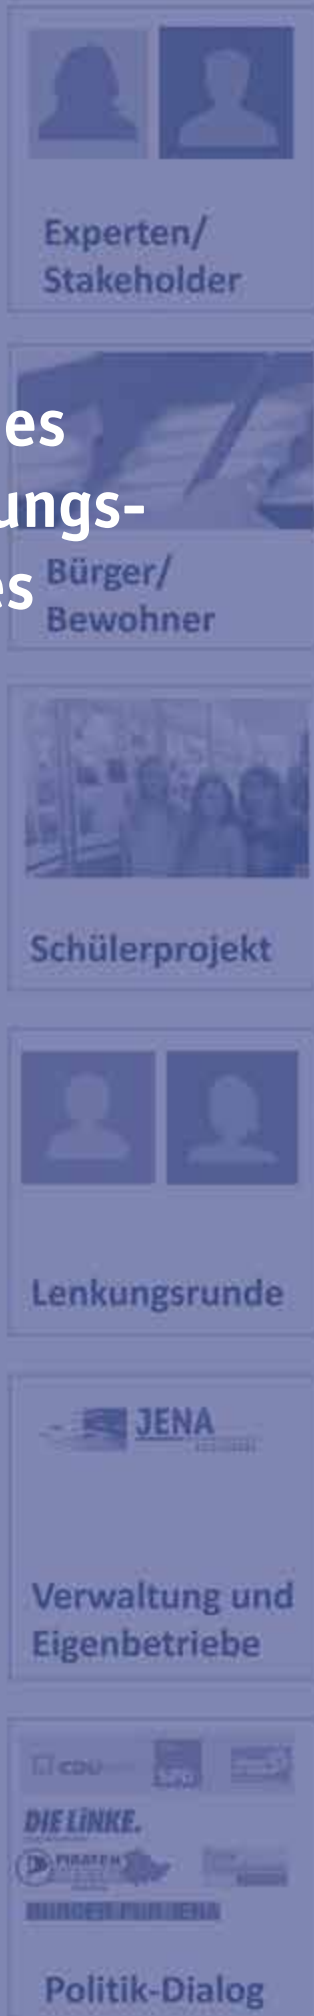 Experten/
Stakeholder
es
ungs-
es
Bürger/
Bewohner
Schülerprojekt
Lenkungsrunde
JENA
Verwaltung und
Eigenbetriebe
CDU
SPD
DIE LINKE.
PIRATEN
BÜRGER FÜR JENA
Politik-Dialog